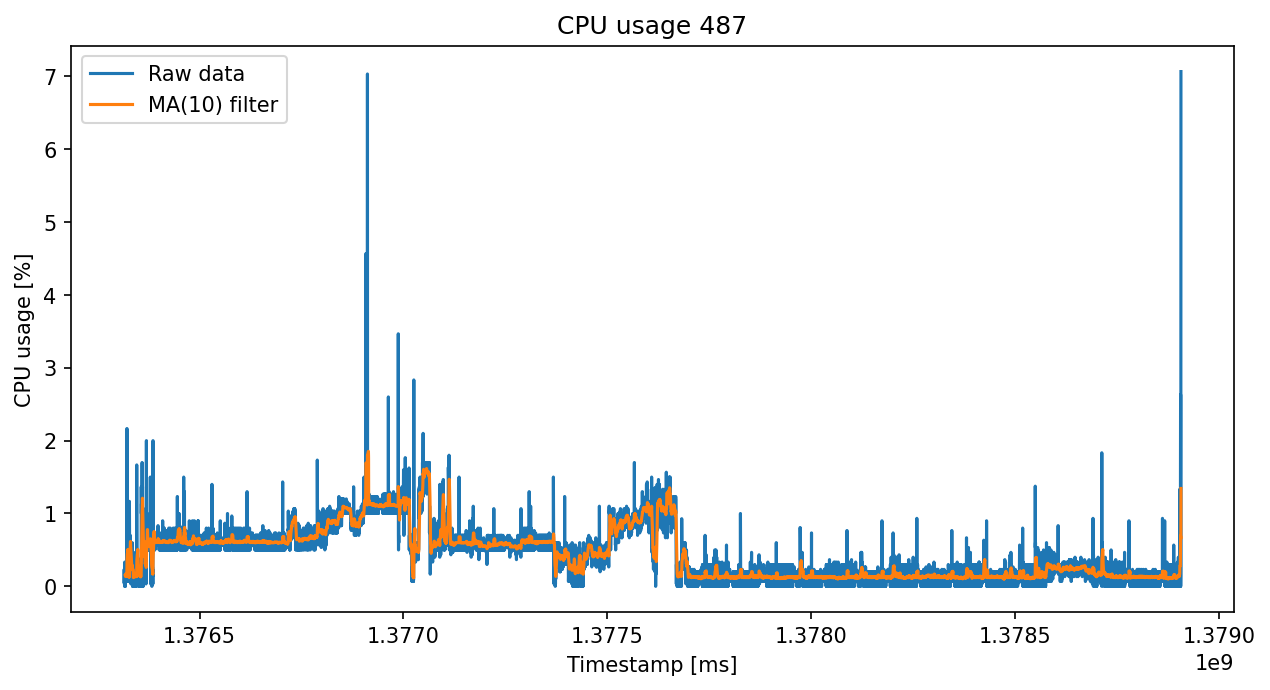 CPU usage 487
Raw data
MA(10) filter
CPU usage [%]
7
6
5
4
3
2
1
0
1.3765 1.3770 1.3775 1.3780 1.3785 1.3790
1e9
Timestamp [ms]